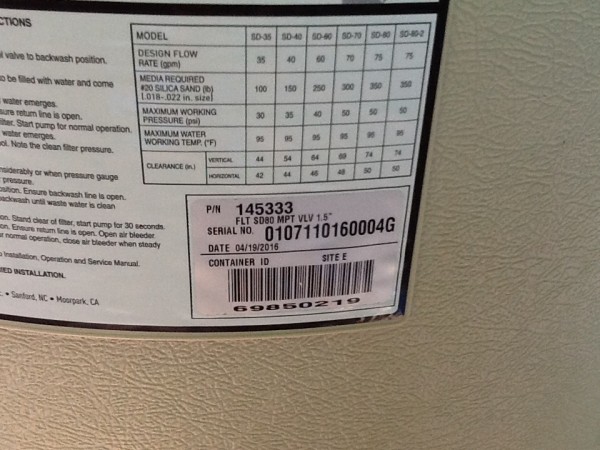 CTIONS
valve to backwash position.
to be filled with water and come
water emerges.
sure return line is open.
filter. Start pump for normal operation.
water emerges.
ol. Note the clean filter pressure.
nsiderably or when pressure gauge
pressure.
osition. Ensure backwash line is open.
backwash until waste water is clean
on. Stand clear of filter, start pump for 30 seconds.
on. Ensure return line is open. Open air bleeder
r normal operation, close air bleeder when steady
Installation, Operation and Service Manual.
IED INSTALLATION.
• Sanford, NC • Moorpark, CA
MODEL SD-35 SD-40 SD-60 SD-70 SD-80 SD-80-2
DESIGN FLOW
RATE (gpm) 35 40 60 70 75 75
MEDIA REQUIRED
#20 SILICA SAND (lb) 100 150 250 300 350 350
(.018-.022 in. size)
MAXIMUM WORKING
PRESSURE (psi) 30 35 40 50 50 50
MAXIMUM WATER
WORKING TEMP. (°F) 95 95 95 95 95 95
CLEARANCE (in.) VERTICAL 44 54 64 69 74 74
HORIZONTAL 42 44 46 48 50 50
P/N 145333
FLT SD80 MPT VLV 1.5"
SERIAL NO. 0107110160004G
DATE 04/19/2016
CONTAINER ID SITE E
69850219